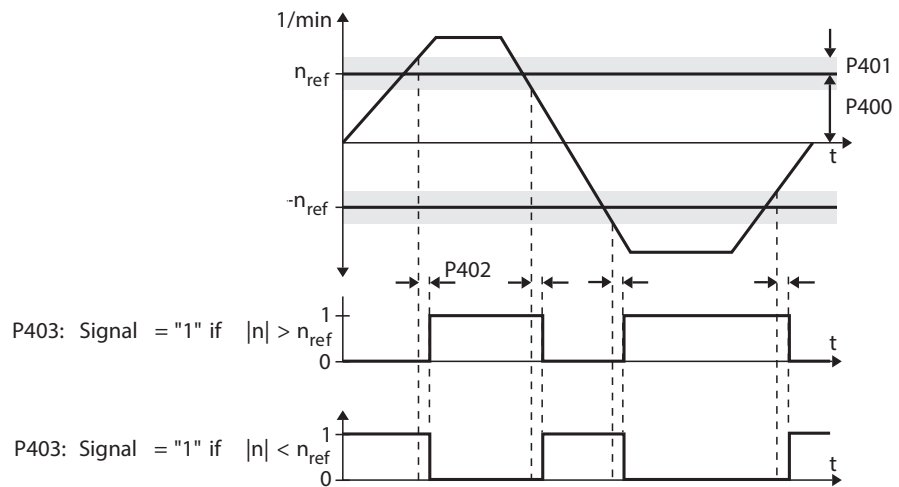 1/min
n_ref
P401
P400
t
-n_ref
P402
P403: Signal = "1" if |n| > n_ref
1
0
t
P403: Signal = "1" if |n| < n_ref
1
0
t